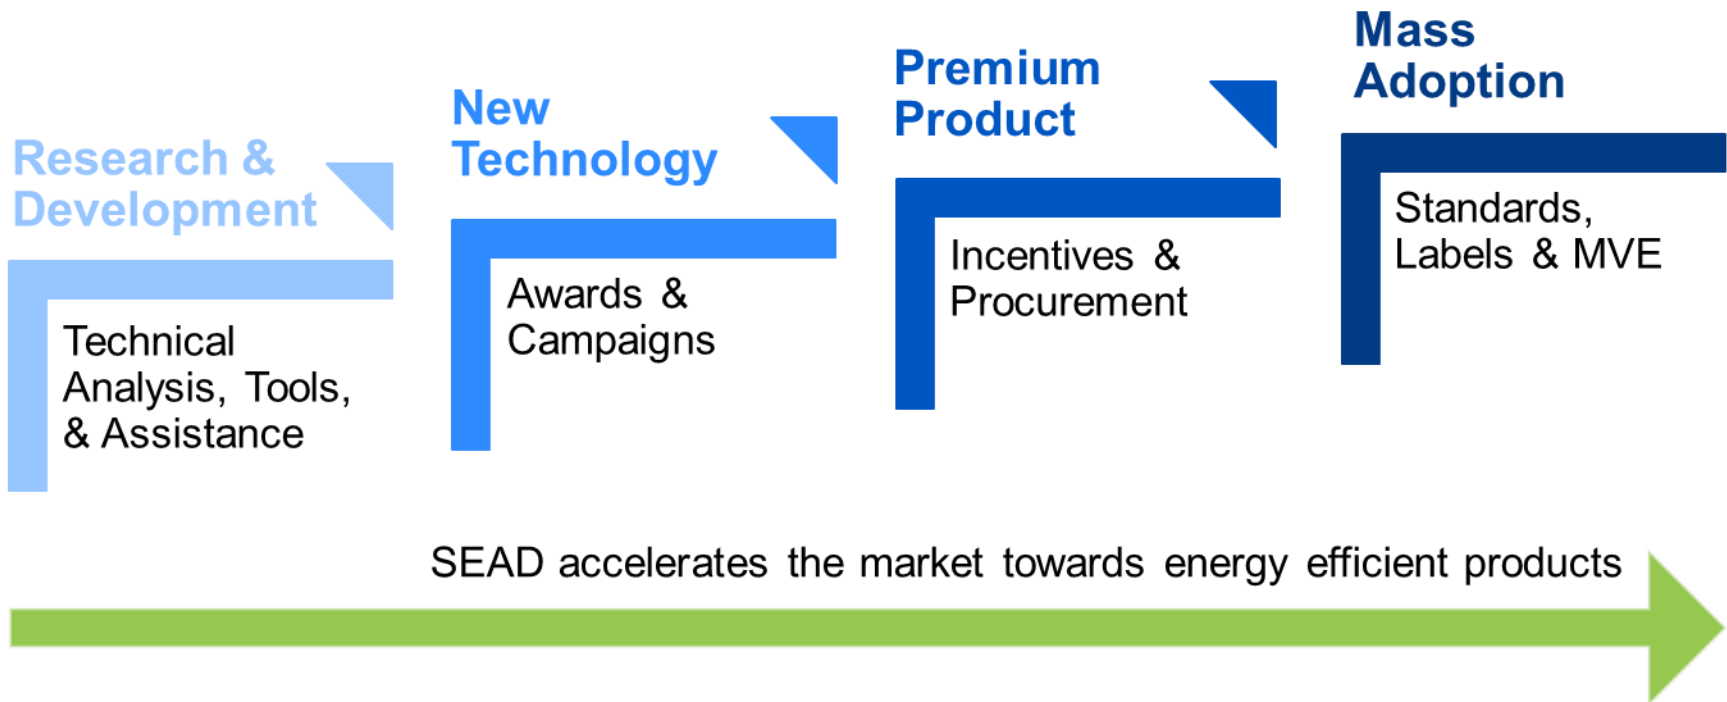 Research &
Development
Technical
Analysis, Tools,
& Assistance
New
Technology
Awards &
Campaigns
Premium
Product
Incentives &
Procurement
Mass
Adoption
Standards,
Labels & MVE
SEAD accelerates the market towards energy efficient products